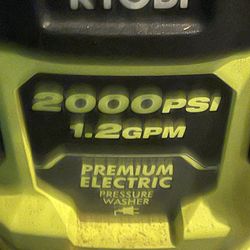 RYOBI
2000PSI
1.2GPM
PREMIUM
ELECTRIC
PRESSURE
WASHER